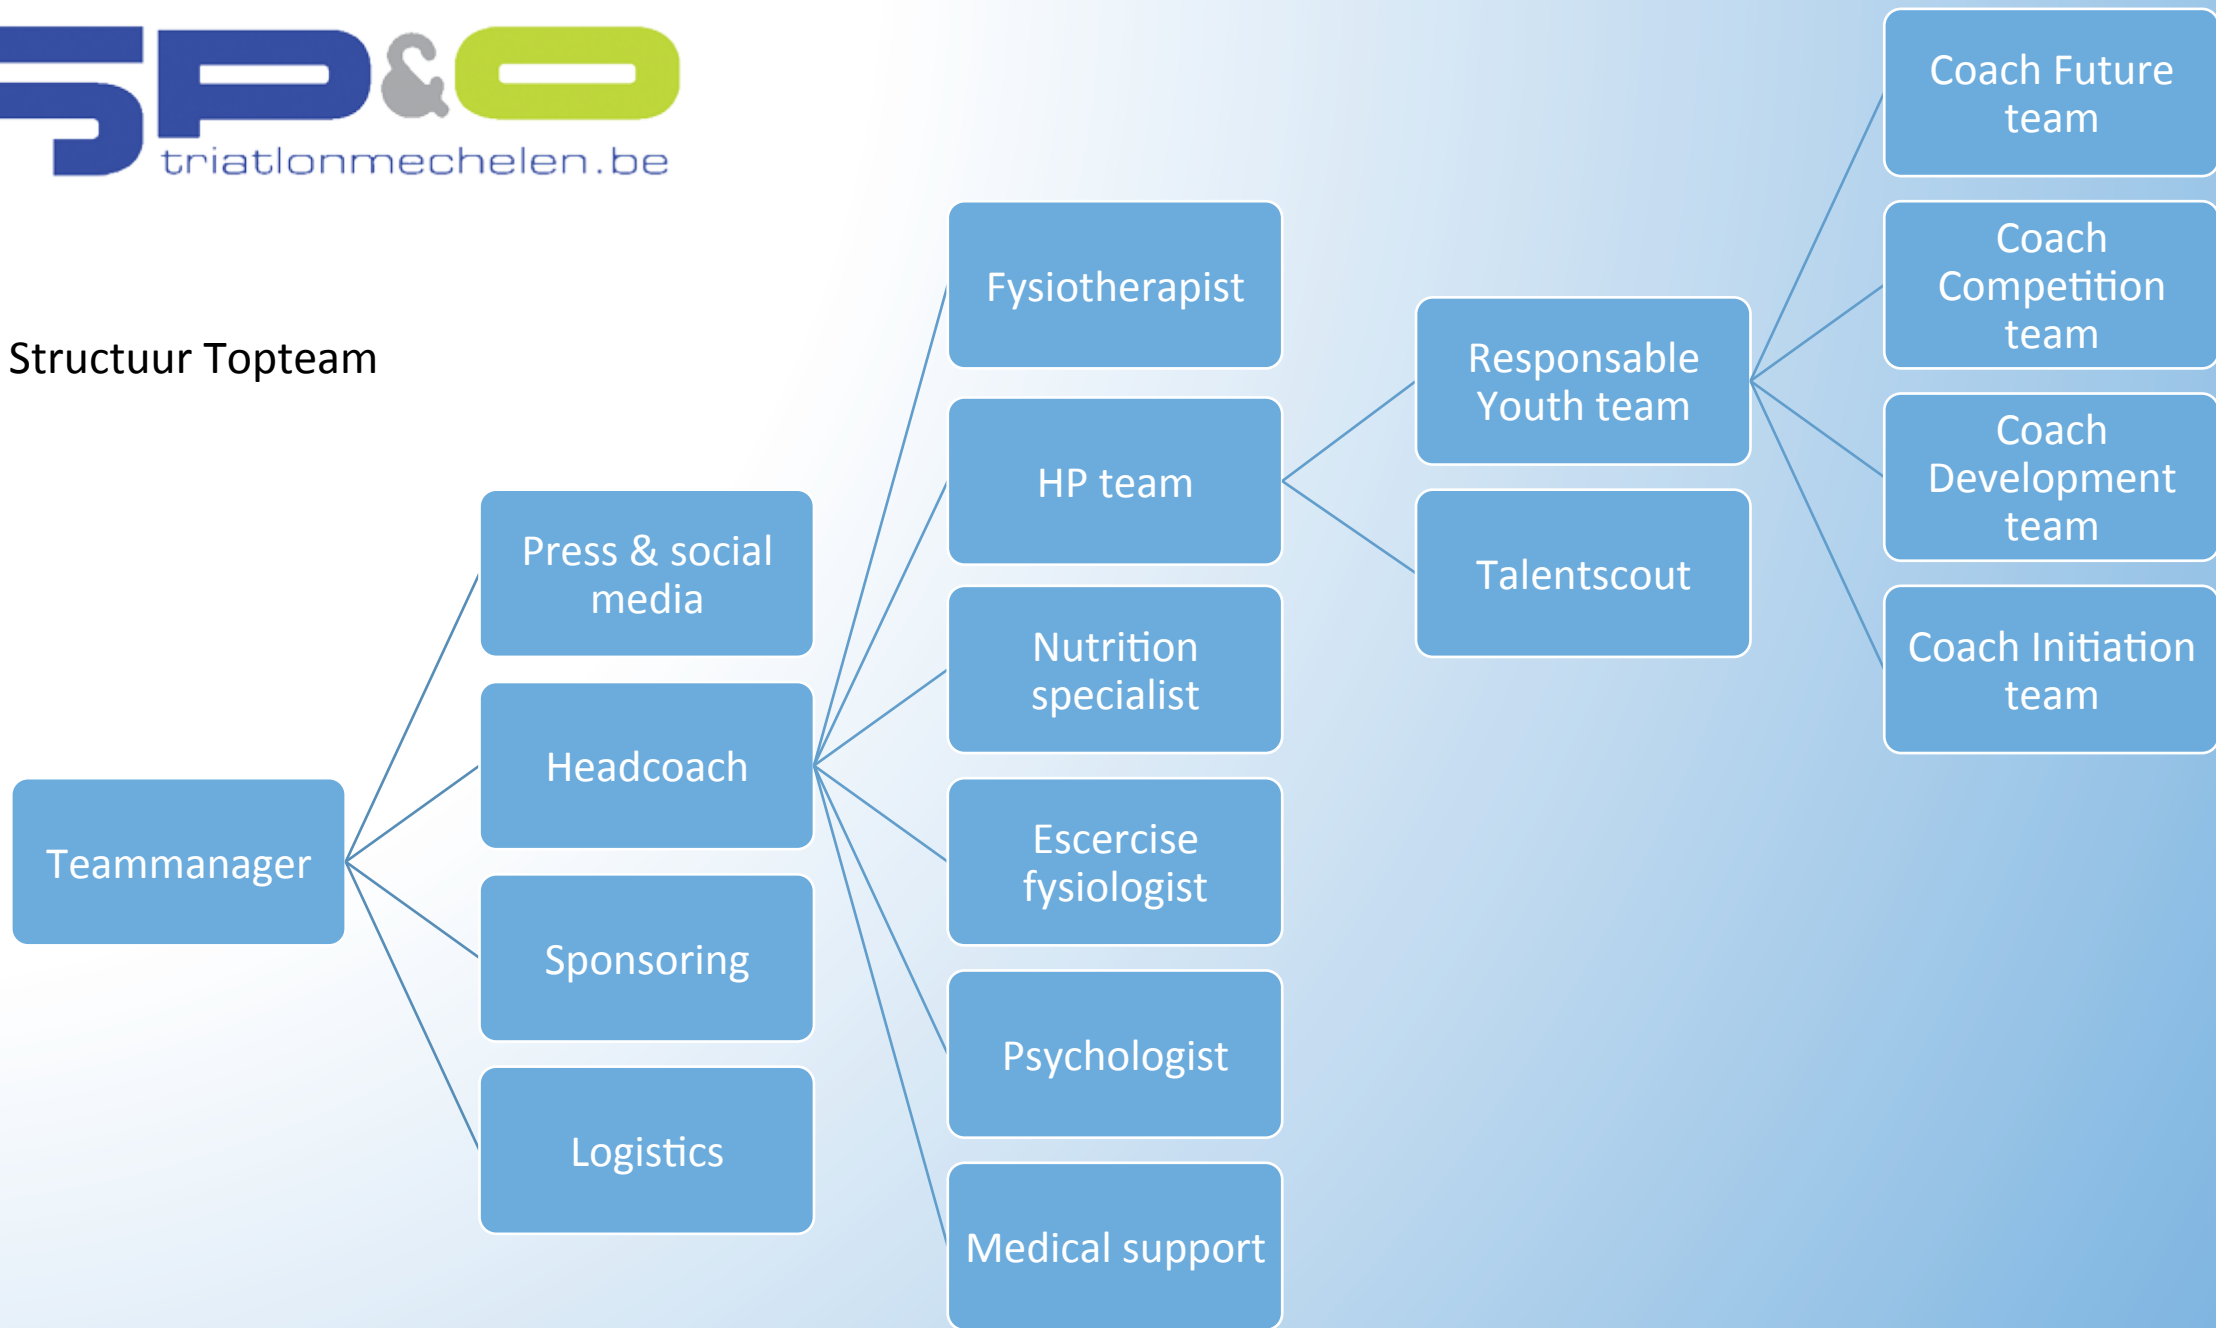 SP&O
triatlonmechelen.be
Structuur Topteam
Teammanager
Press & social
media
Headcoach
Sponsoring
Logistics
Fysiotherapist
HP team
Nutrition
specialist
Escercise
fysiologist
Psychologist
Medical support
Responsable
Youth team
Talentscout
Coach Future
team
Coach
Competition
team
Coach
Development
team
Coach Initiation
team